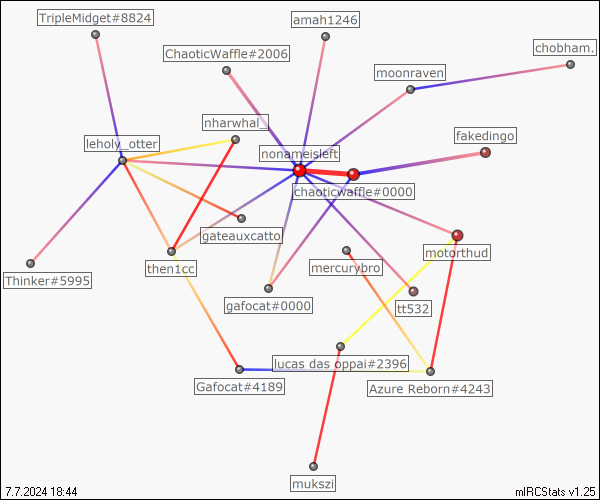 TripleMidget#8824
amah1246
ChaoticWaffle#2006
chobham.
moonraven
nharwhal_
fakedingo
leholy_otter
nonameisleft
chaoticwaffle#0000
gateauxcatto
motorthud
then1cc
mercurybro
Thinker#5995
gafocat#0000
tt532
lucas das oppai#2396
Gafocat#4189
Azure Reborn#4243
mukszi
7.7.2024 18:44
mIRCStats v1.25